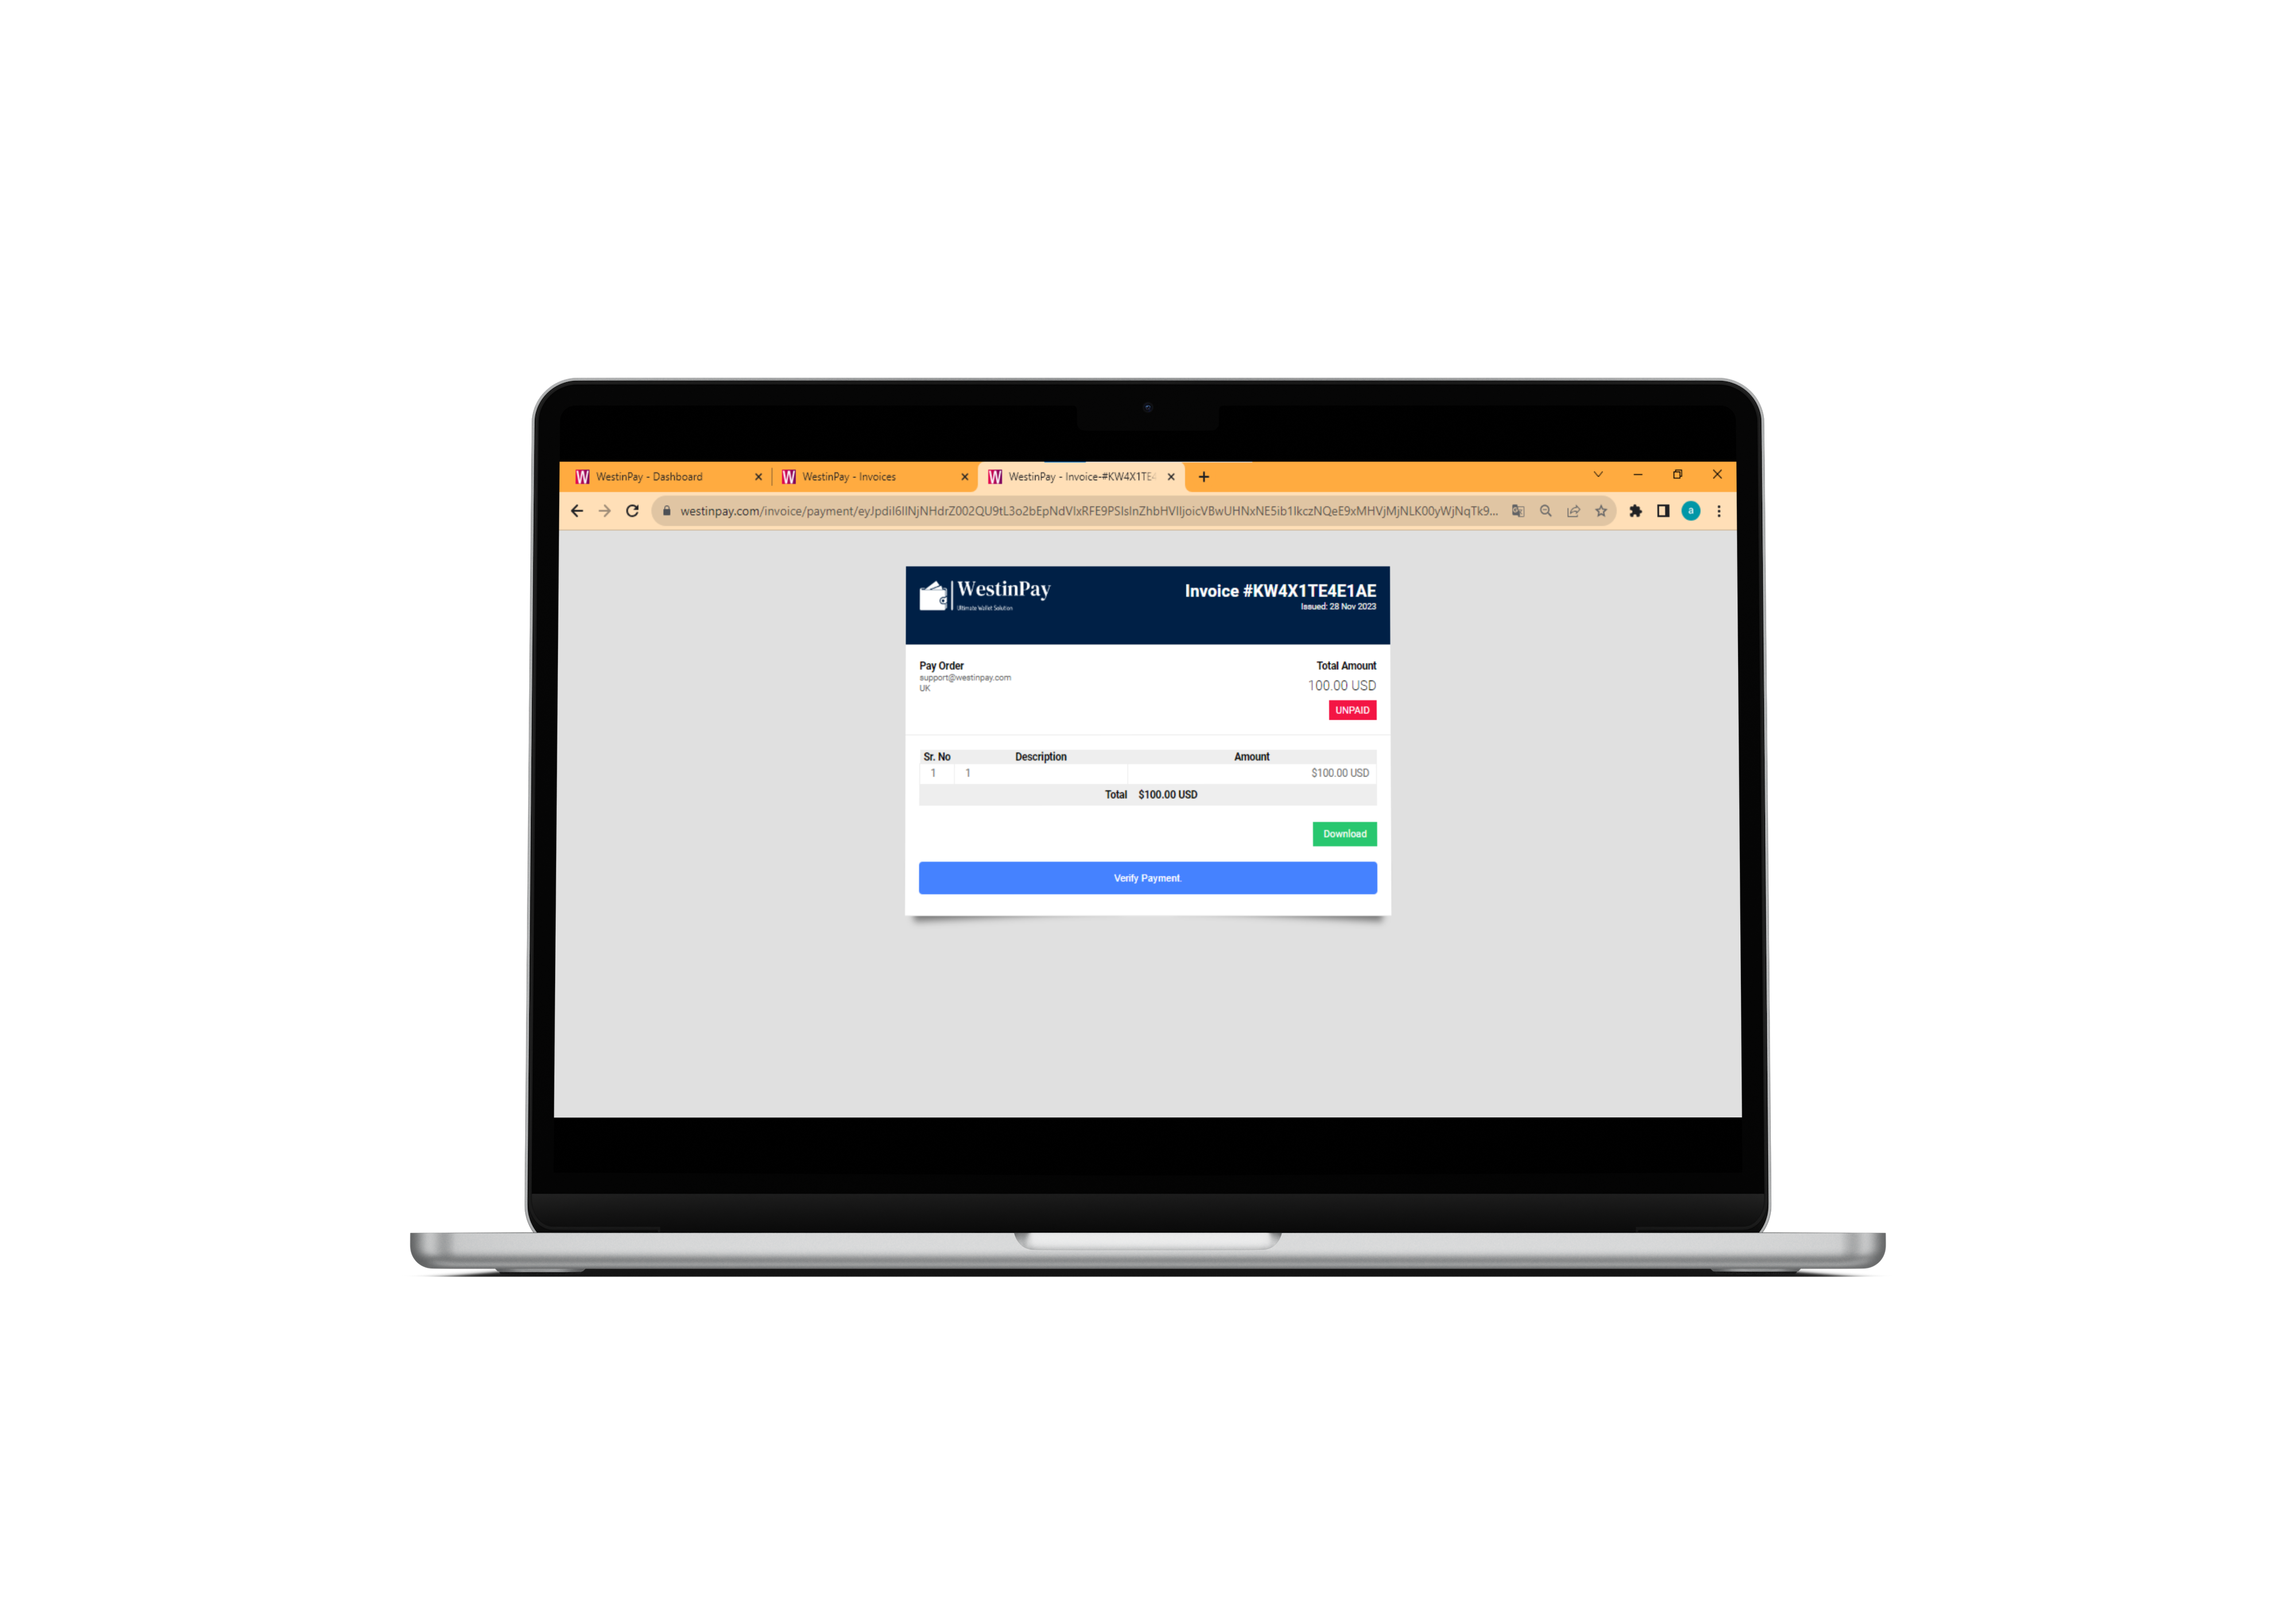 WestinPay - Dashboard
WestinPay - Invoices
WestinPay - Invoice-#KW4X1TE4
westinpay.com/invoice/payment/
WestinPay
Ultimate Wallet Solution
Invoice #KW4X1TE4E1AE
Issued: 28 Nov 2023
a
Pay Order
support@westinpay.com
UK
Total Amount
100.00 USD
UNPAID
Sr. No Description Amount
1 1 $100.00 USD
Total $100.00 USD
Download
Verify Payment.